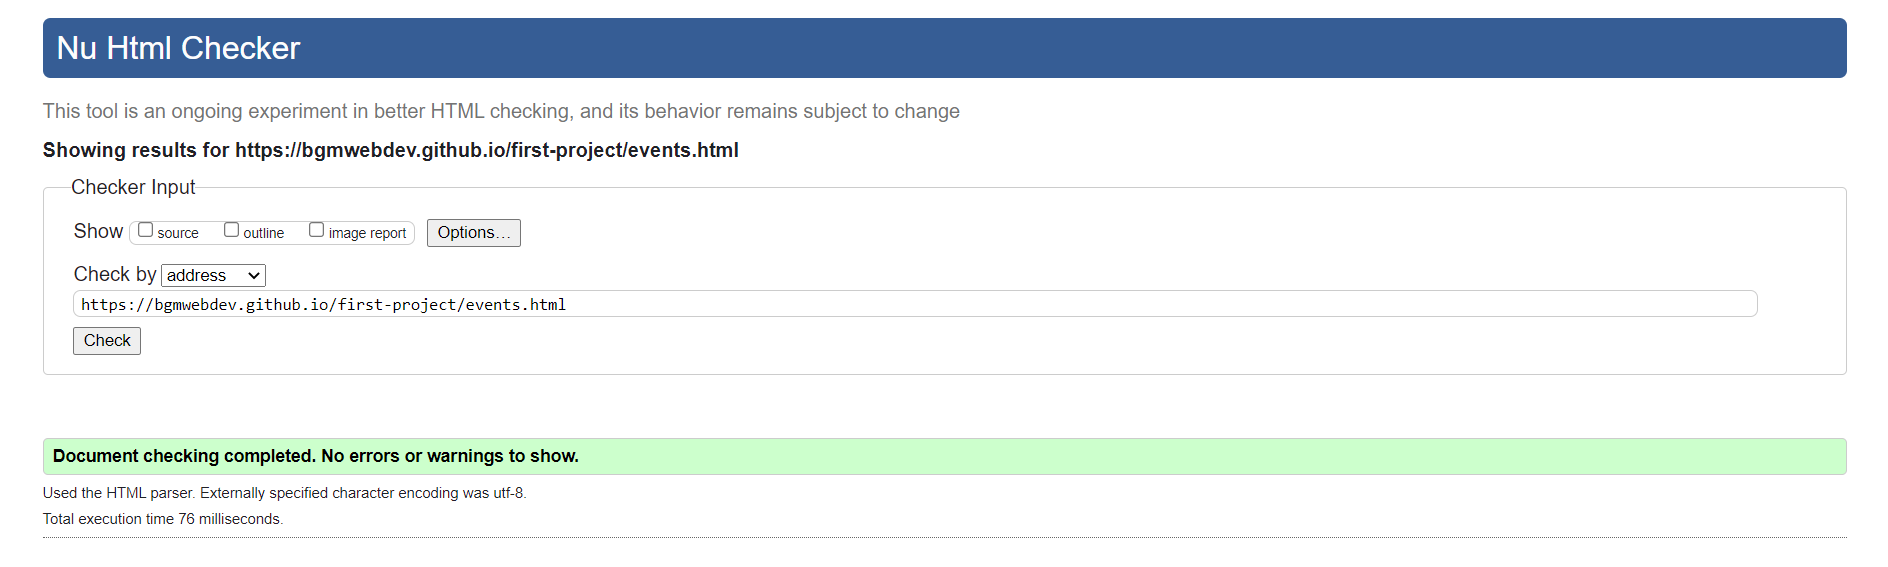 Nu Html Checker
This tool is an ongoing experiment in better HTML checking, and its behavior remains subject to change
Showing results for https://bgmwebdev.github.io/first-project/events.html
Checker Input
Show source outline image report Options...
Check by address
https://bgmwebdev.github.io/first-project/events.html
Check
Document checking completed. No errors or warnings to show.
Used the HTML parser. Externally specified character encoding was utf-8.
Total execution time 76 milliseconds.